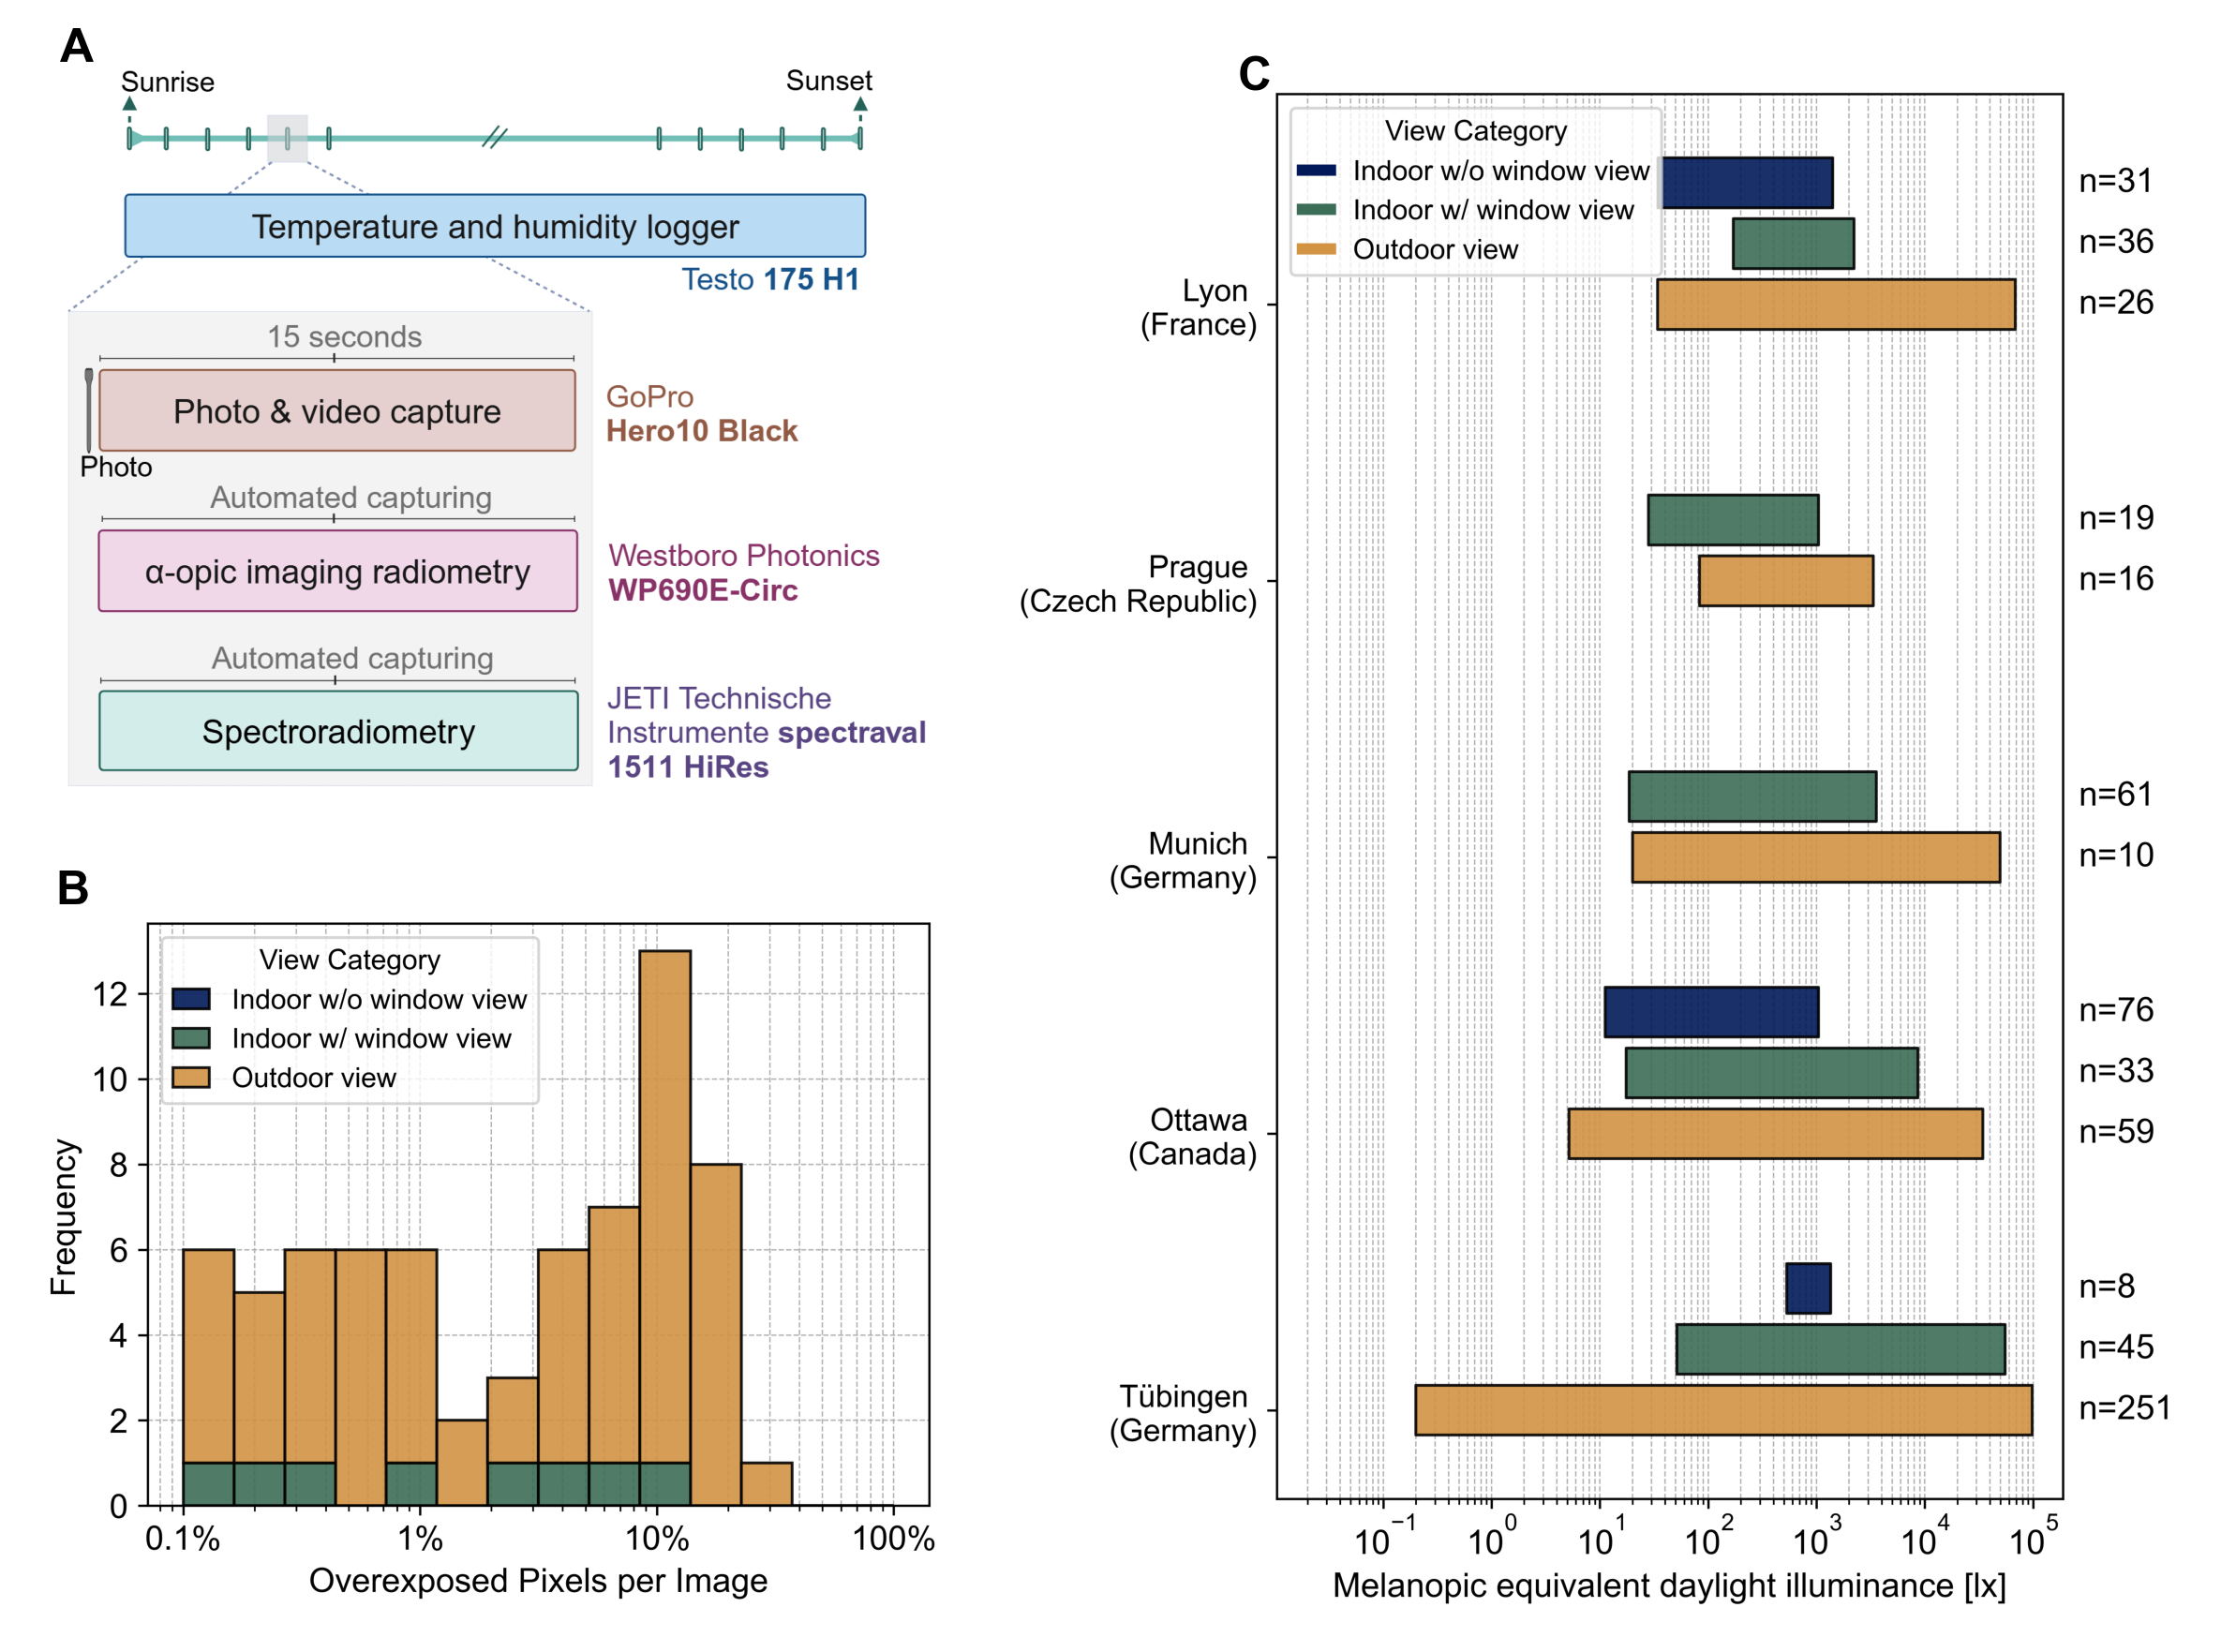 A
Sunrise
Sunset
Temperature and humidity logger
Testo 175 H1
15 seconds
Photo & video capture
GoPro
Hero10 Black
Photo
Automated capturing
α-opic imaging radiometry
Westboro Photonics
WP690E-Circ
Automated capturing
Spectroradiometry
JETI Technische
Instrumente spectraval
1511 HiRes
B
View Category
Indoor w/o window view
Indoor w/ window view
Outdoor view
Frequency
12
10
8
6
4
2
0
0.1% 1% 10% 100%
Overexposed Pixels per Image
C
View Category
Indoor w/o window view
Indoor w/ window view
Outdoor view
n=31
n=36
Lyon
(France)
n=26
n=19
Prague
(Czech Republic)
n=16
n=61
Munich
(Germany)
n=10
n=76
n=33
Ottawa
(Canada)
n=59
n=8
n=45
Tübingen
(Germany)
n=251
10⁻¹ 10⁰ 10¹ 10² 10³ 10⁴ 10⁵
Melanopic equivalent daylight illuminance [lx]